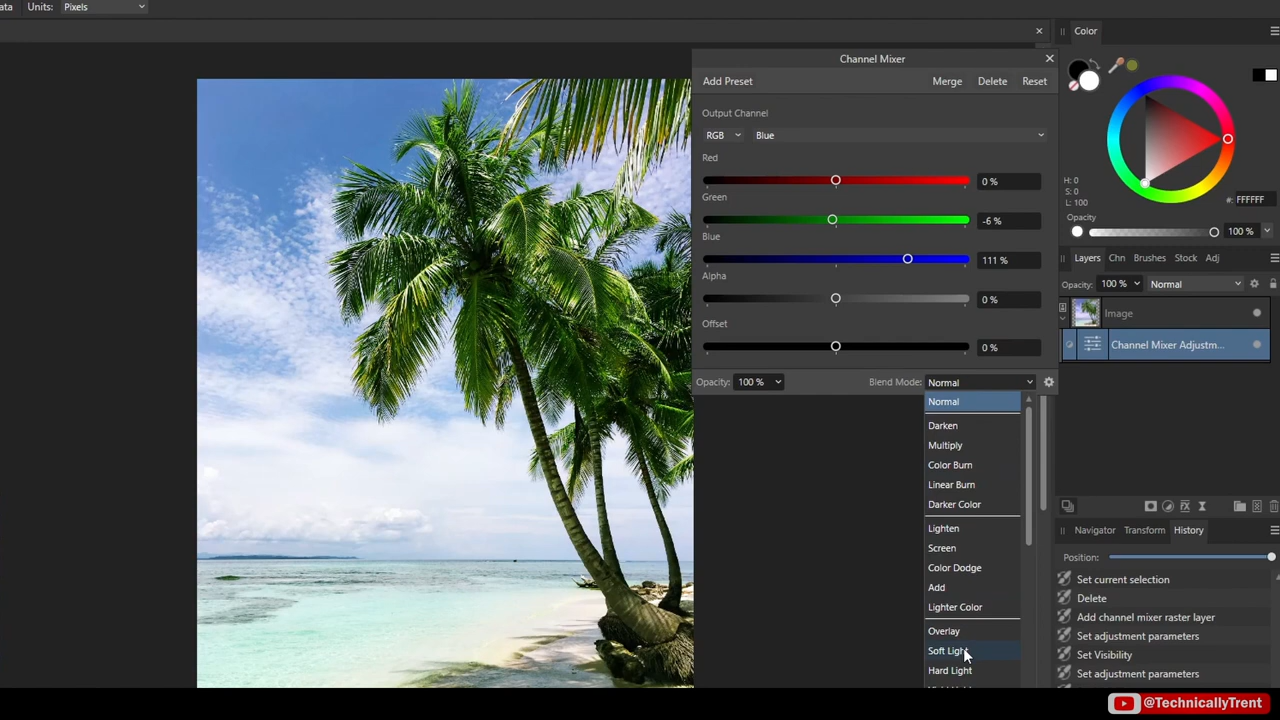 ata Units: Pixels
Color
Channel Mixer
Add Preset Merge Delete Reset
Output Channel
RGB Blue
Red
0 %
Green
-6 %
Blue
111 %
Alpha
0 %
Offset
0 %
Opacity: 100 % Blend Mode: Normal
Normal
Darken
Multiply
Color Burn
Linear Burn
Darker Color
Lighten
Screen
Color Dodge
Add
Lighter Color
Overlay
Soft Light
Hard Light
H: 0
S: 0
L: 100
#: FFFFFF
Opacity
100 %
Layers Chn Brushes Stock Adj
Opacity: 100 % Normal
Image
Channel Mixer Adjustm...
Navigator Transform History
Position:
Set current selection
Delete
Add channel mixer raster layer
Set adjustment parameters
Set Visibility
Set adjustment parameters
@TechnicallyTrent